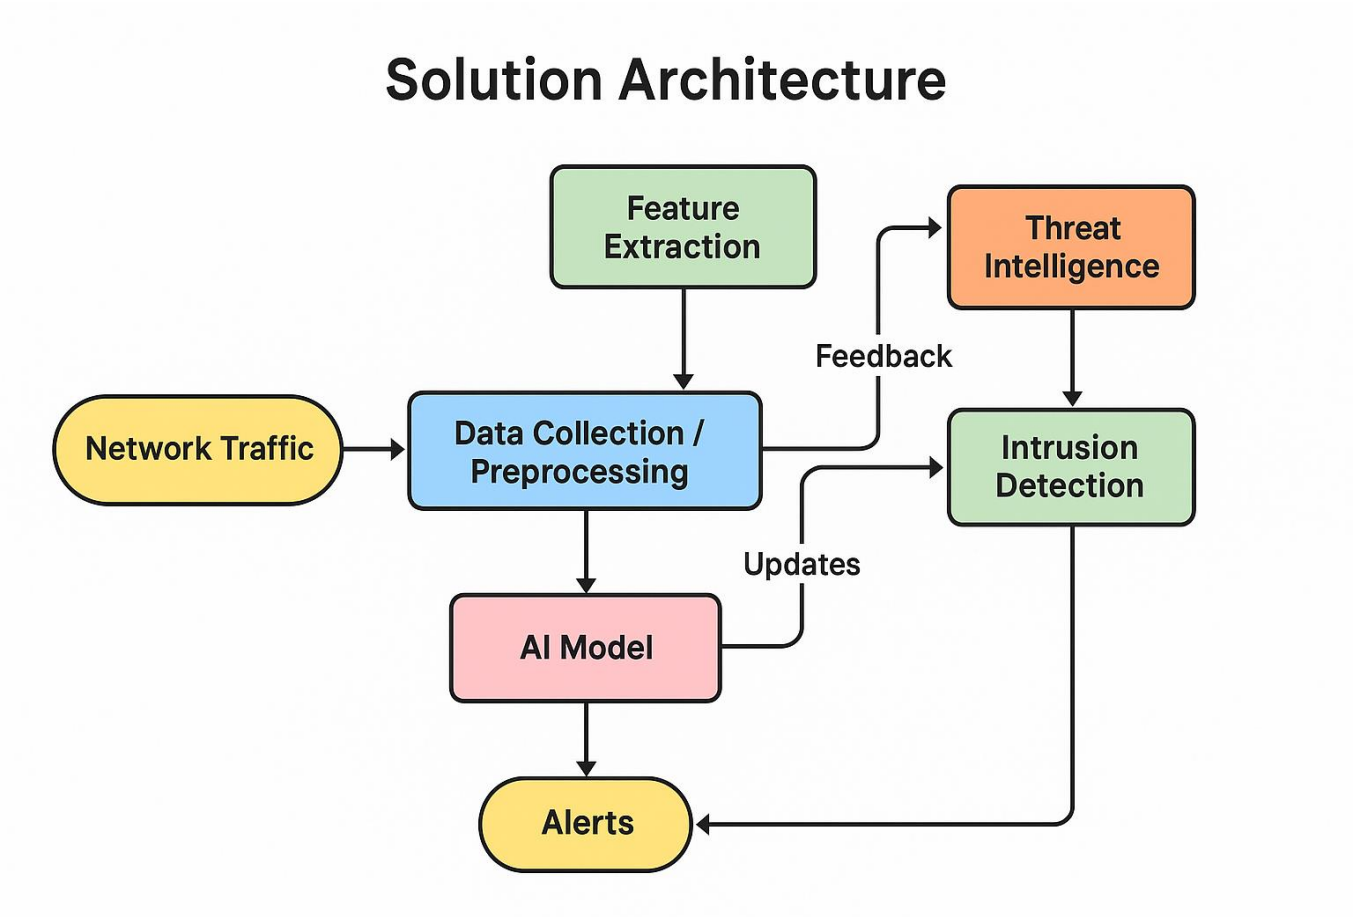 Solution Architecture
Feature
Extraction
Threat
Intelligence
Feedback
Network Traffic
Data Collection /
Preprocessing
Intrusion
Detection
Updates
AI Model
Alerts